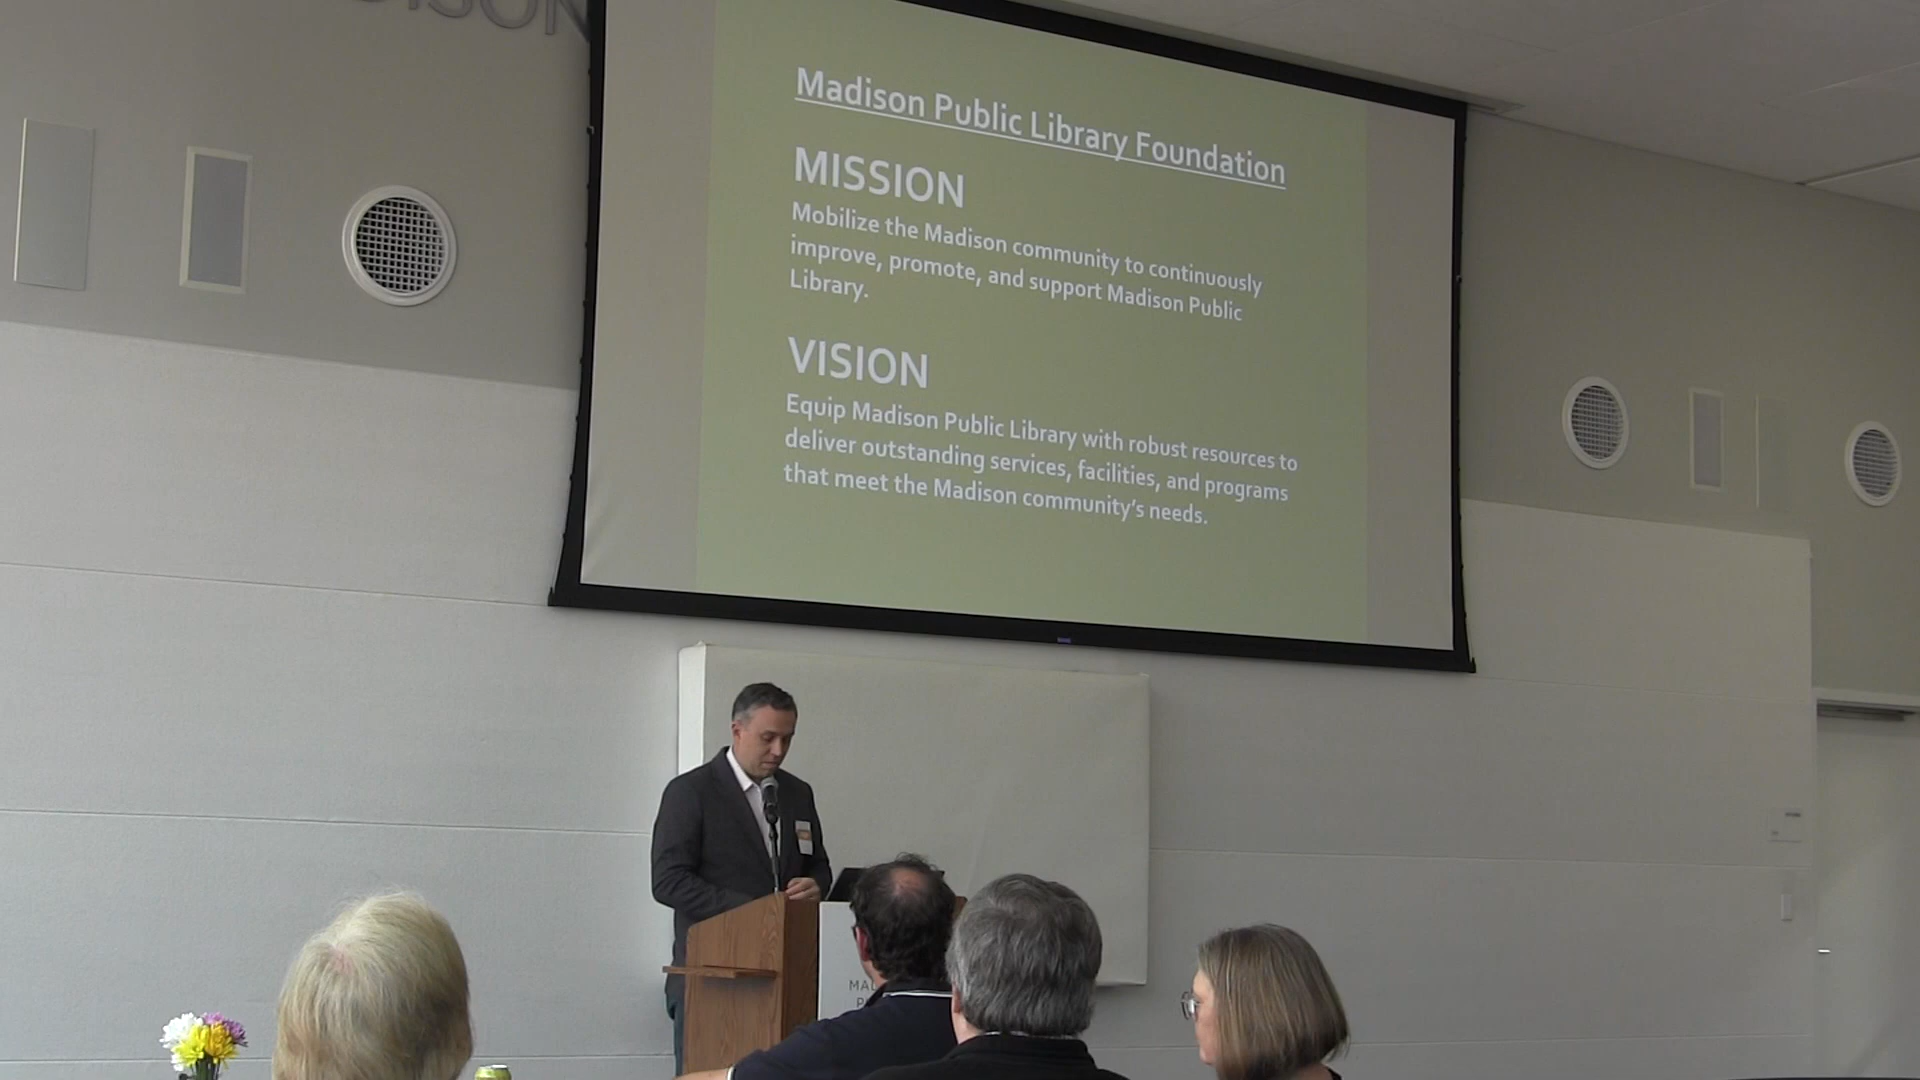 Madison Public Library Foundation
MISSION
Mobilize the Madison community to continuously
improve, promote, and support Madison Public
Library.
VISION
Equip Madison Public Library with robust resources to
deliver outstanding services, facilities, and programs
that meet the Madison community's needs.